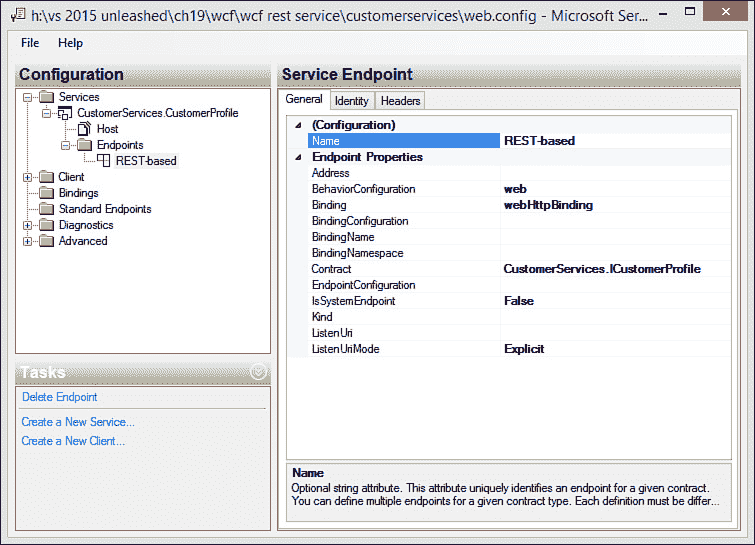 h:\vs 2015 unleashed\ch19\wcf\wcf rest service\customerservices\web.config - Microsoft Ser...
File Help
Configuration
Services
CustomerServices.CustomerProfile
Host
Endpoints
REST-based
Client
Bindings
Standard Endpoints
Diagnostics
Advanced
Tasks
Delete Endpoint
Create a New Service...
Create a New Client...
Service Endpoint
General Identity Headers
(Configuration)
Name REST-based
Endpoint Properties
Address
BehaviorConfiguration web
Binding webHttpBinding
BindingConfiguration
BindingName
BindingNamespace
Contract CustomerServices.ICustomerProfile
EndpointConfiguration
IsSystemEndpoint False
Kind
ListenUri
ListenUriMode Explicit
Name
Optional string attribute. This attribute uniquely identifies an endpoint for a given contract.
You can define multiple endpoints for a given contract type. Each definition must be differ...